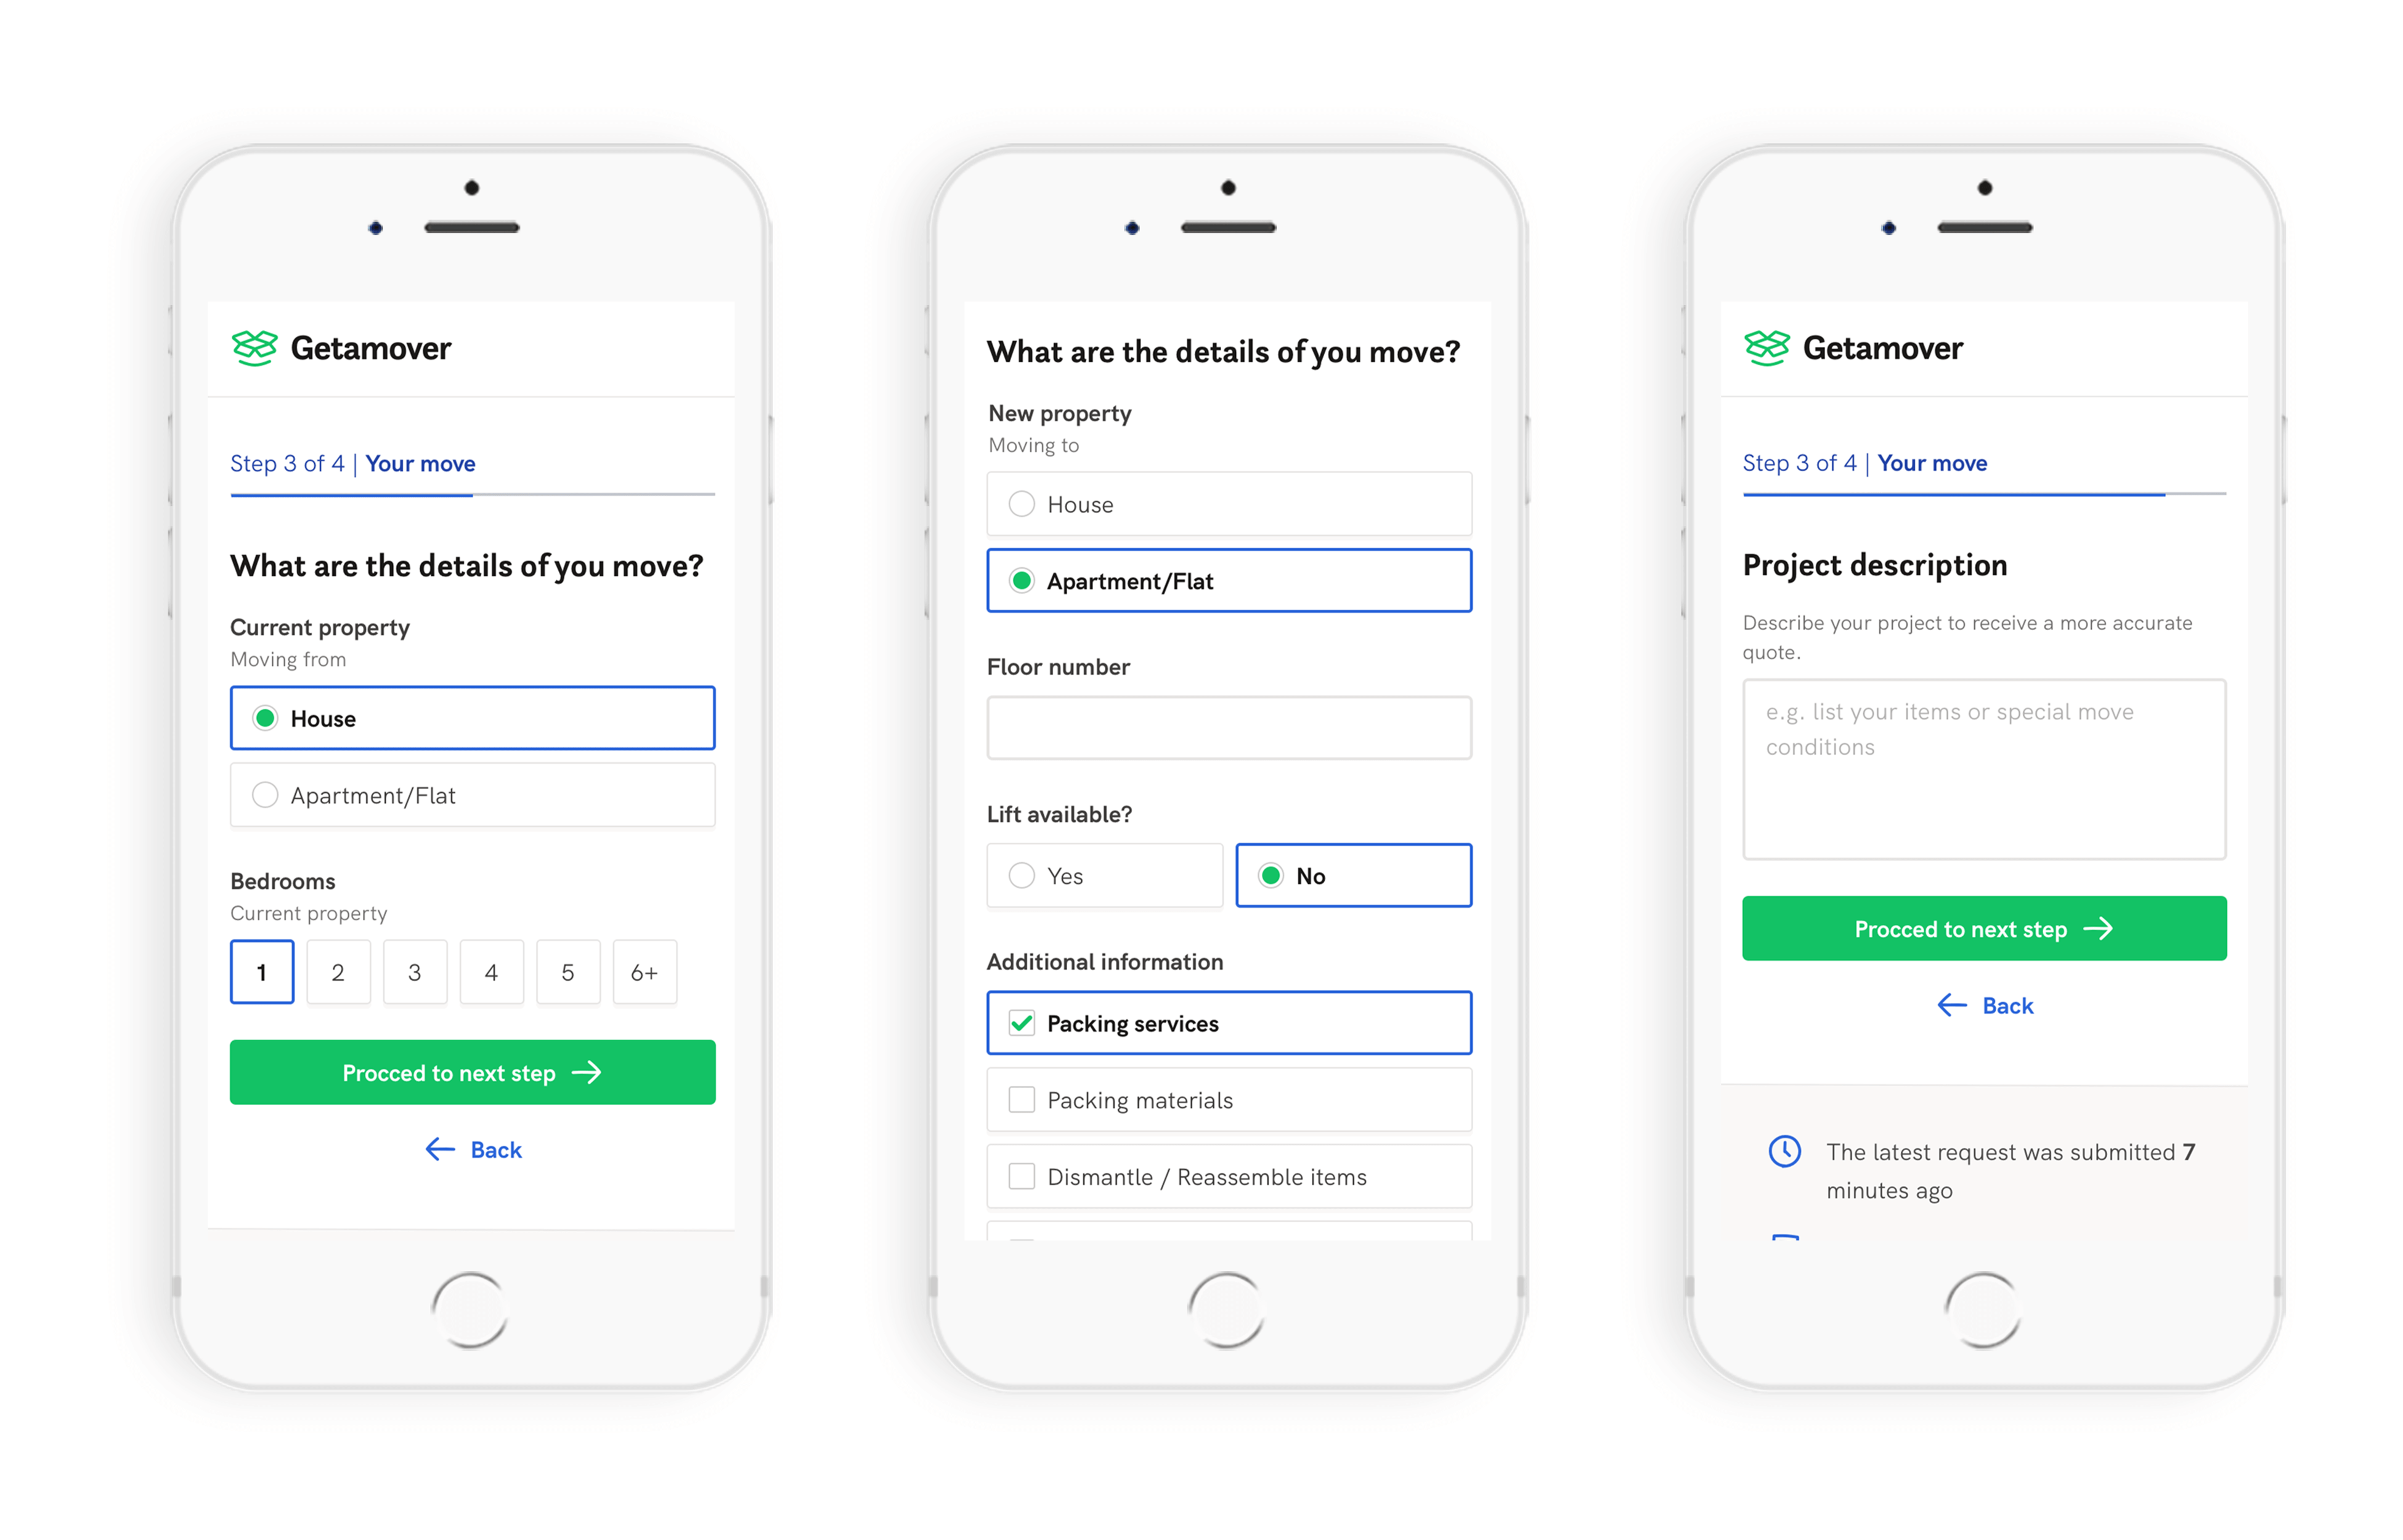 Getamover
Step 3 of 4 | Your move
What are the details of you move?
Current property
Moving from
House
Apartment/Flat
Bedrooms
Current property
1 2 3 4 5 6+
Procced to next step
Back
What are the details of you move?
New property
Moving to
House
Apartment/Flat
Floor number
Lift available?
Yes No
Additional information
Packing services
Packing materials
Dismantle / Reassemble items
Getamover
Step 3 of 4 | Your move
Project description
Describe your project to receive a more accurate
quote.
e.g. list your items or special move
conditions
Procced to next step
Back
The latest request was submitted 7
minutes ago